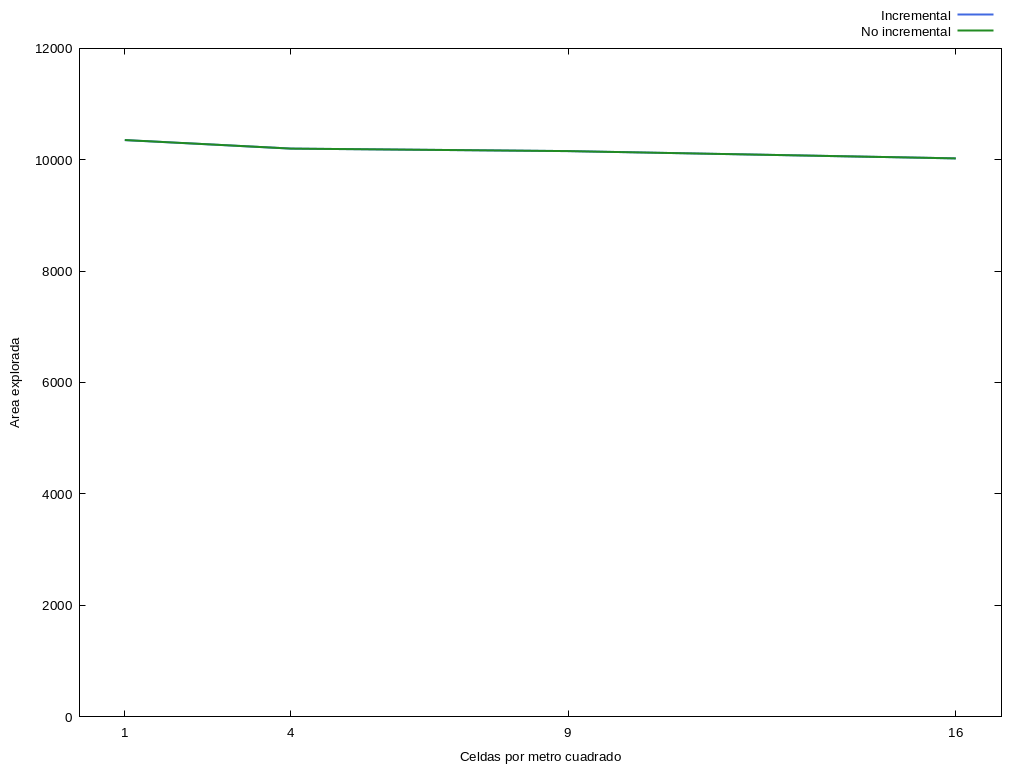 Incremental
No incremental
12000
10000
8000
6000
4000
2000
0
Area explorada
1 4 9 16
Celdas por metro cuadrado